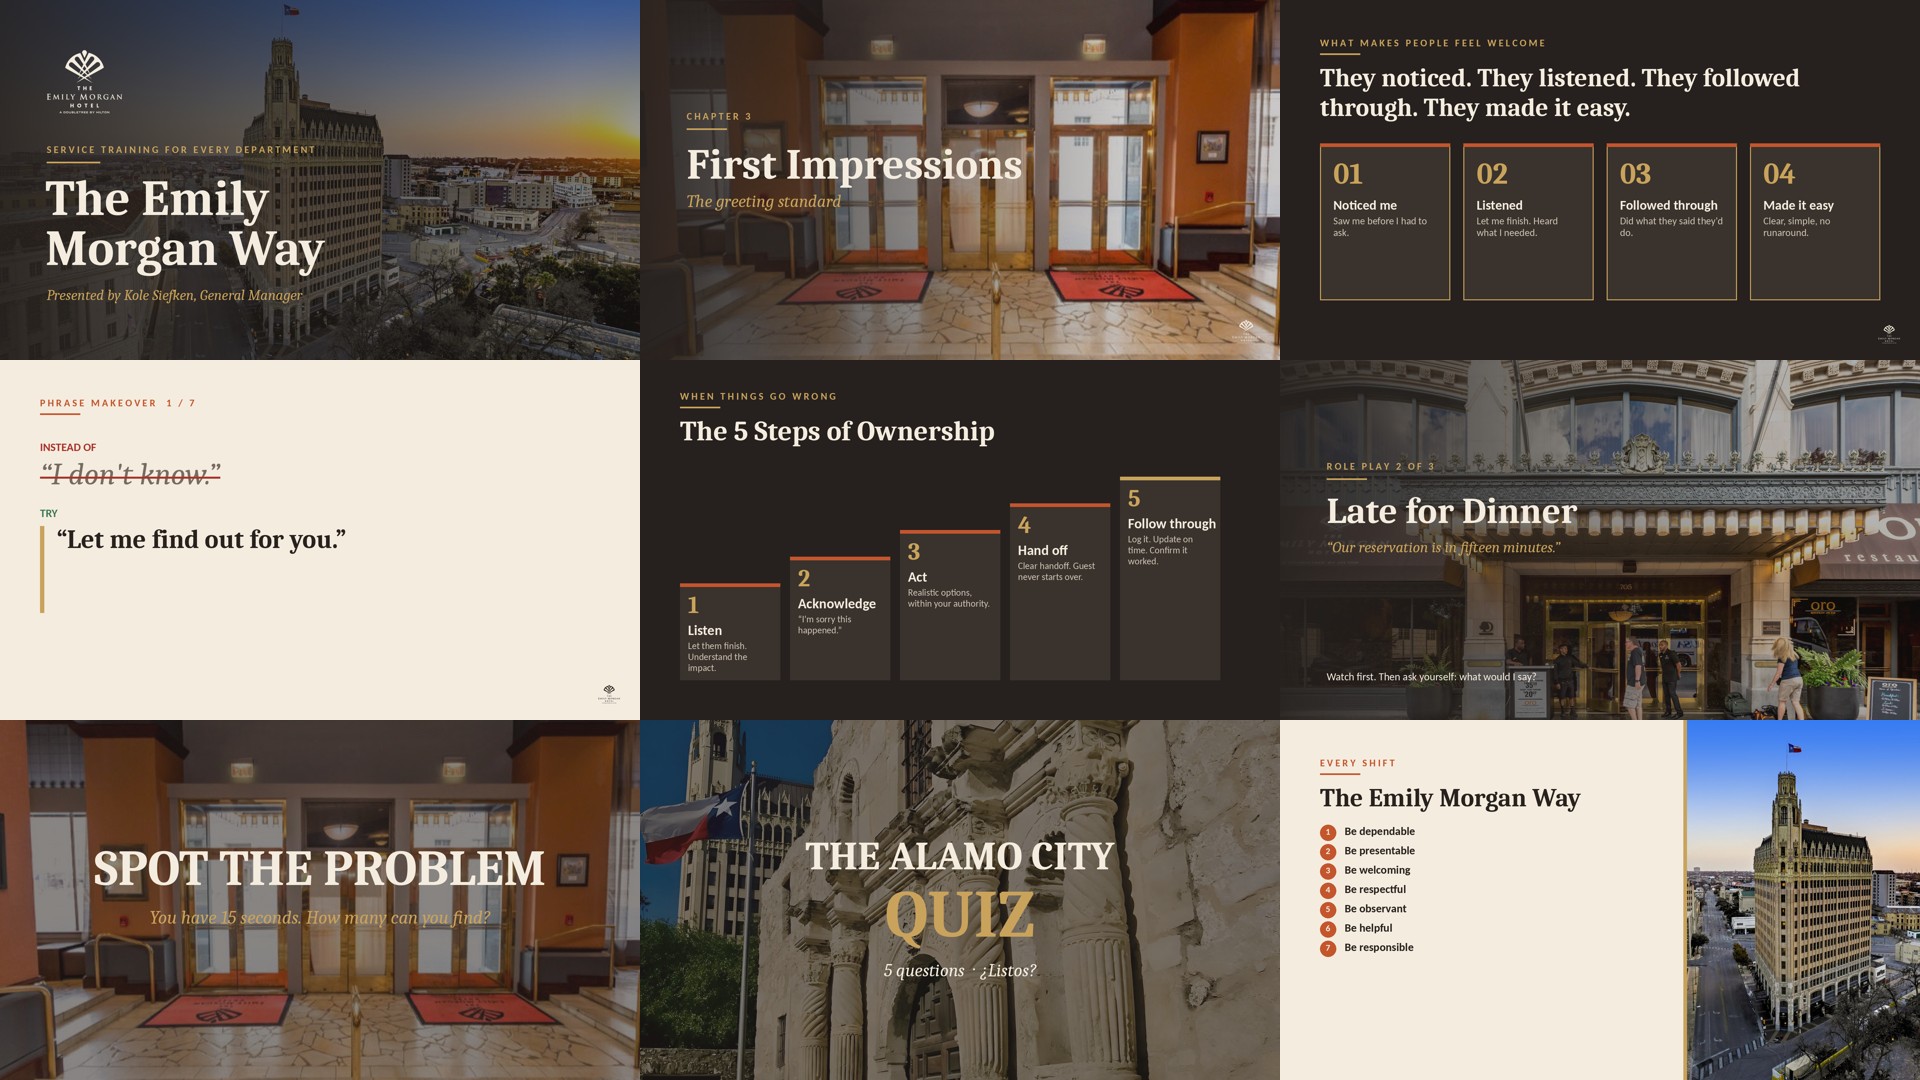 THE
EMILY MORGAN
HOTEL
A DOUBLETREE BY HILTON
SERVICE TRAINING FOR EVERY DEPARTMENT
The Emily
Morgan Way
Presented by Kole Siefken, General Manager
CHAPTER 3
First Impressions
The greeting standard
WHAT MAKES PEOPLE FEEL WELCOME
They noticed. They listened. They followed
through. They made it easy.
01
Noticed me
Saw me before I had to
ask.
02
Listened
Let me finish. Heard
what I needed.
03
Followed through
Did what they said they'd
do.
04
Made it easy
Clear, simple, no
runaround.
PHRASE MAKEOVER 1 / 7
INSTEAD OF
“I don't know.”
TRY
“Let me find out for you.”
WHEN THINGS GO WRONG
The 5 Steps of Ownership
1
Listen
Let them finish.
Understand the
impact.
2
Acknowledge
"I'm sorry this
happened."
3
Act
Realistic options,
within your authority.
4
Hand off
Clear handoff. Guest
never starts over.
5
Follow through
Log it. Update on
time. Confirm it
worked.
ROLE PLAY 2 OF 3
Late for Dinner
“Our reservation is in fifteen minutes.”
Watch first. Then ask yourself: what would I say?
oro
SPOT THE PROBLEM
You have 15 seconds. How many can you find?
THE ALAMO CITY
QUIZ
5 questions · ¿Listos?
EVERY SHIFT
The Emily Morgan Way
1 Be dependable
2 Be presentable
3 Be welcoming
4 Be respectful
5 Be observant
6 Be helpful
7 Be responsible